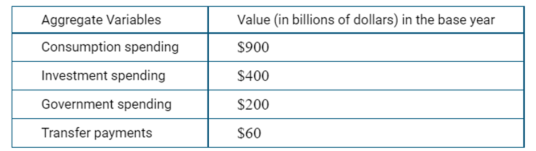 Aggregate Variables Value (in billions of dollars) in the base year
Consumption spending $900
Investment spending $400
Government spending $200
Transfer payments $60